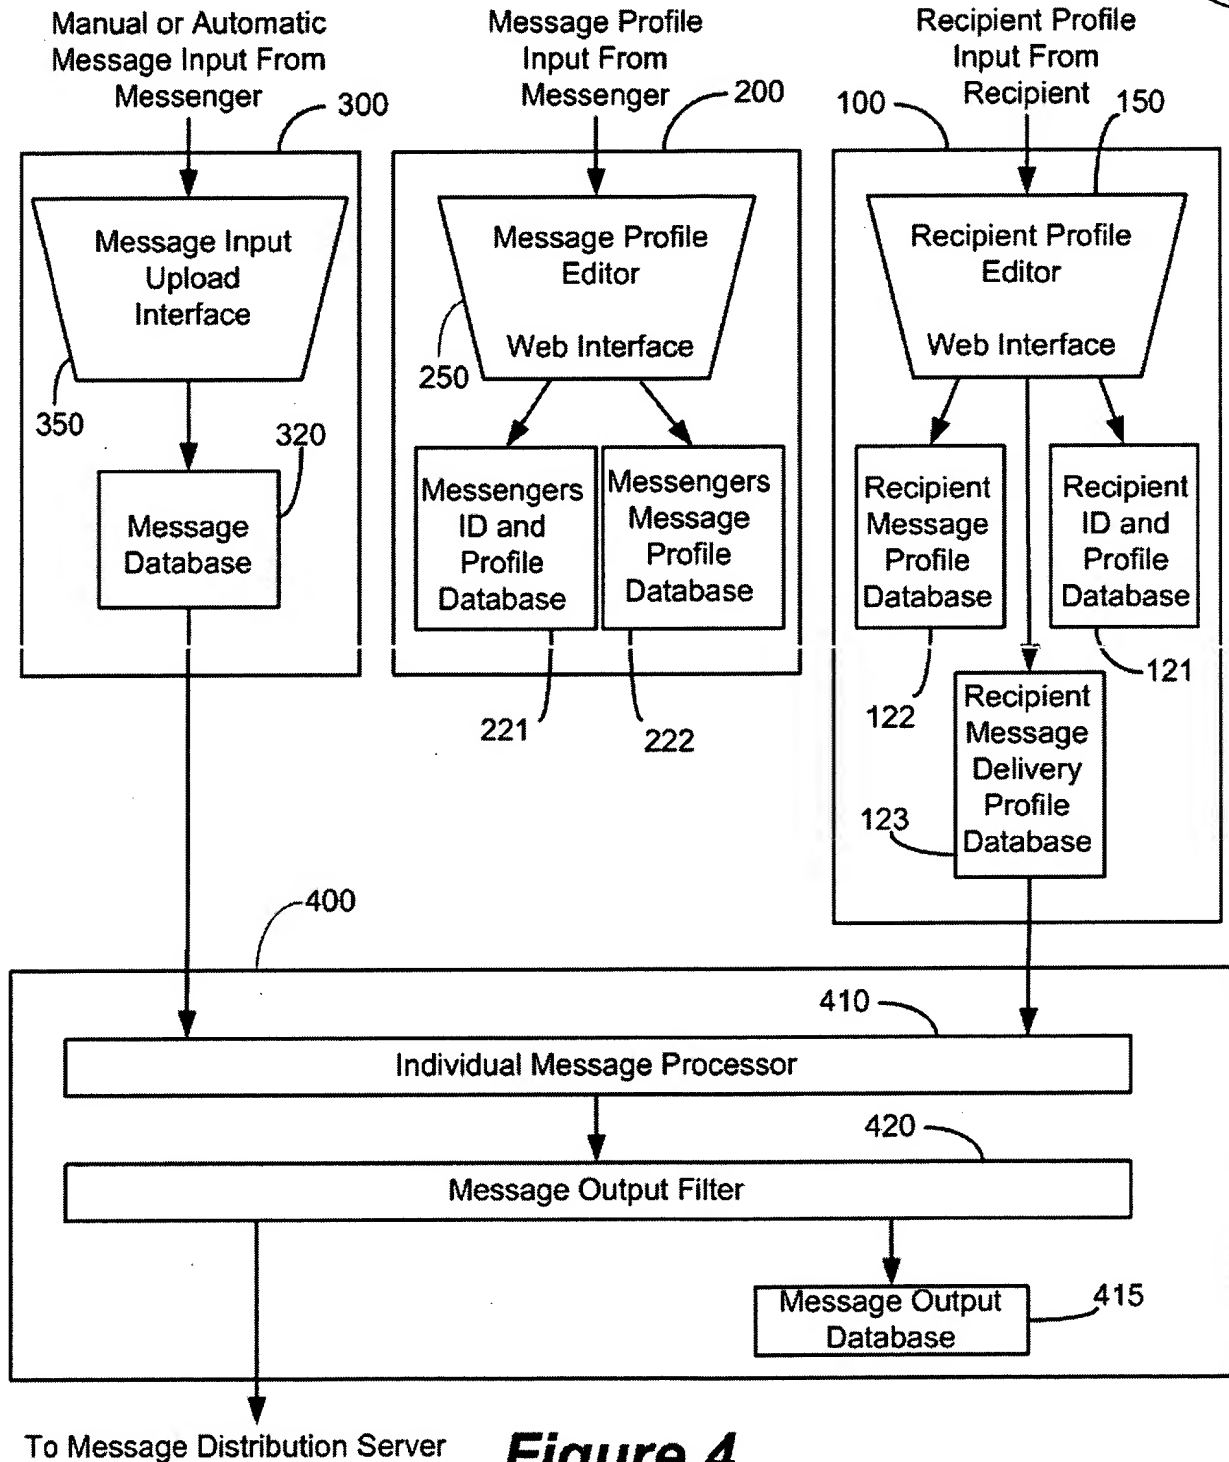 Manual or Automatic
Message Input From
Messenger
300
Message Profile
Input From
Messenger
200
Recipient Profile
Input From
Recipient
100
150
Message Input
Upload
Interface
350
320
Message
Database
Message Profile
Editor
Web Interface
250
Messengers
ID and
Profile
Database
Messengers
Message
Profile
Database
221
222
Recipient Profile
Editor
Web Interface
Recipient
Message
Profile
Database
Recipient
ID and
Profile
Database
122
121
Recipient
Message
Delivery
Profile
Database
123
400
410
Individual Message Processor
420
Message Output Filter
Message Output
Database
415
To Message Distribution Server
Figure 4